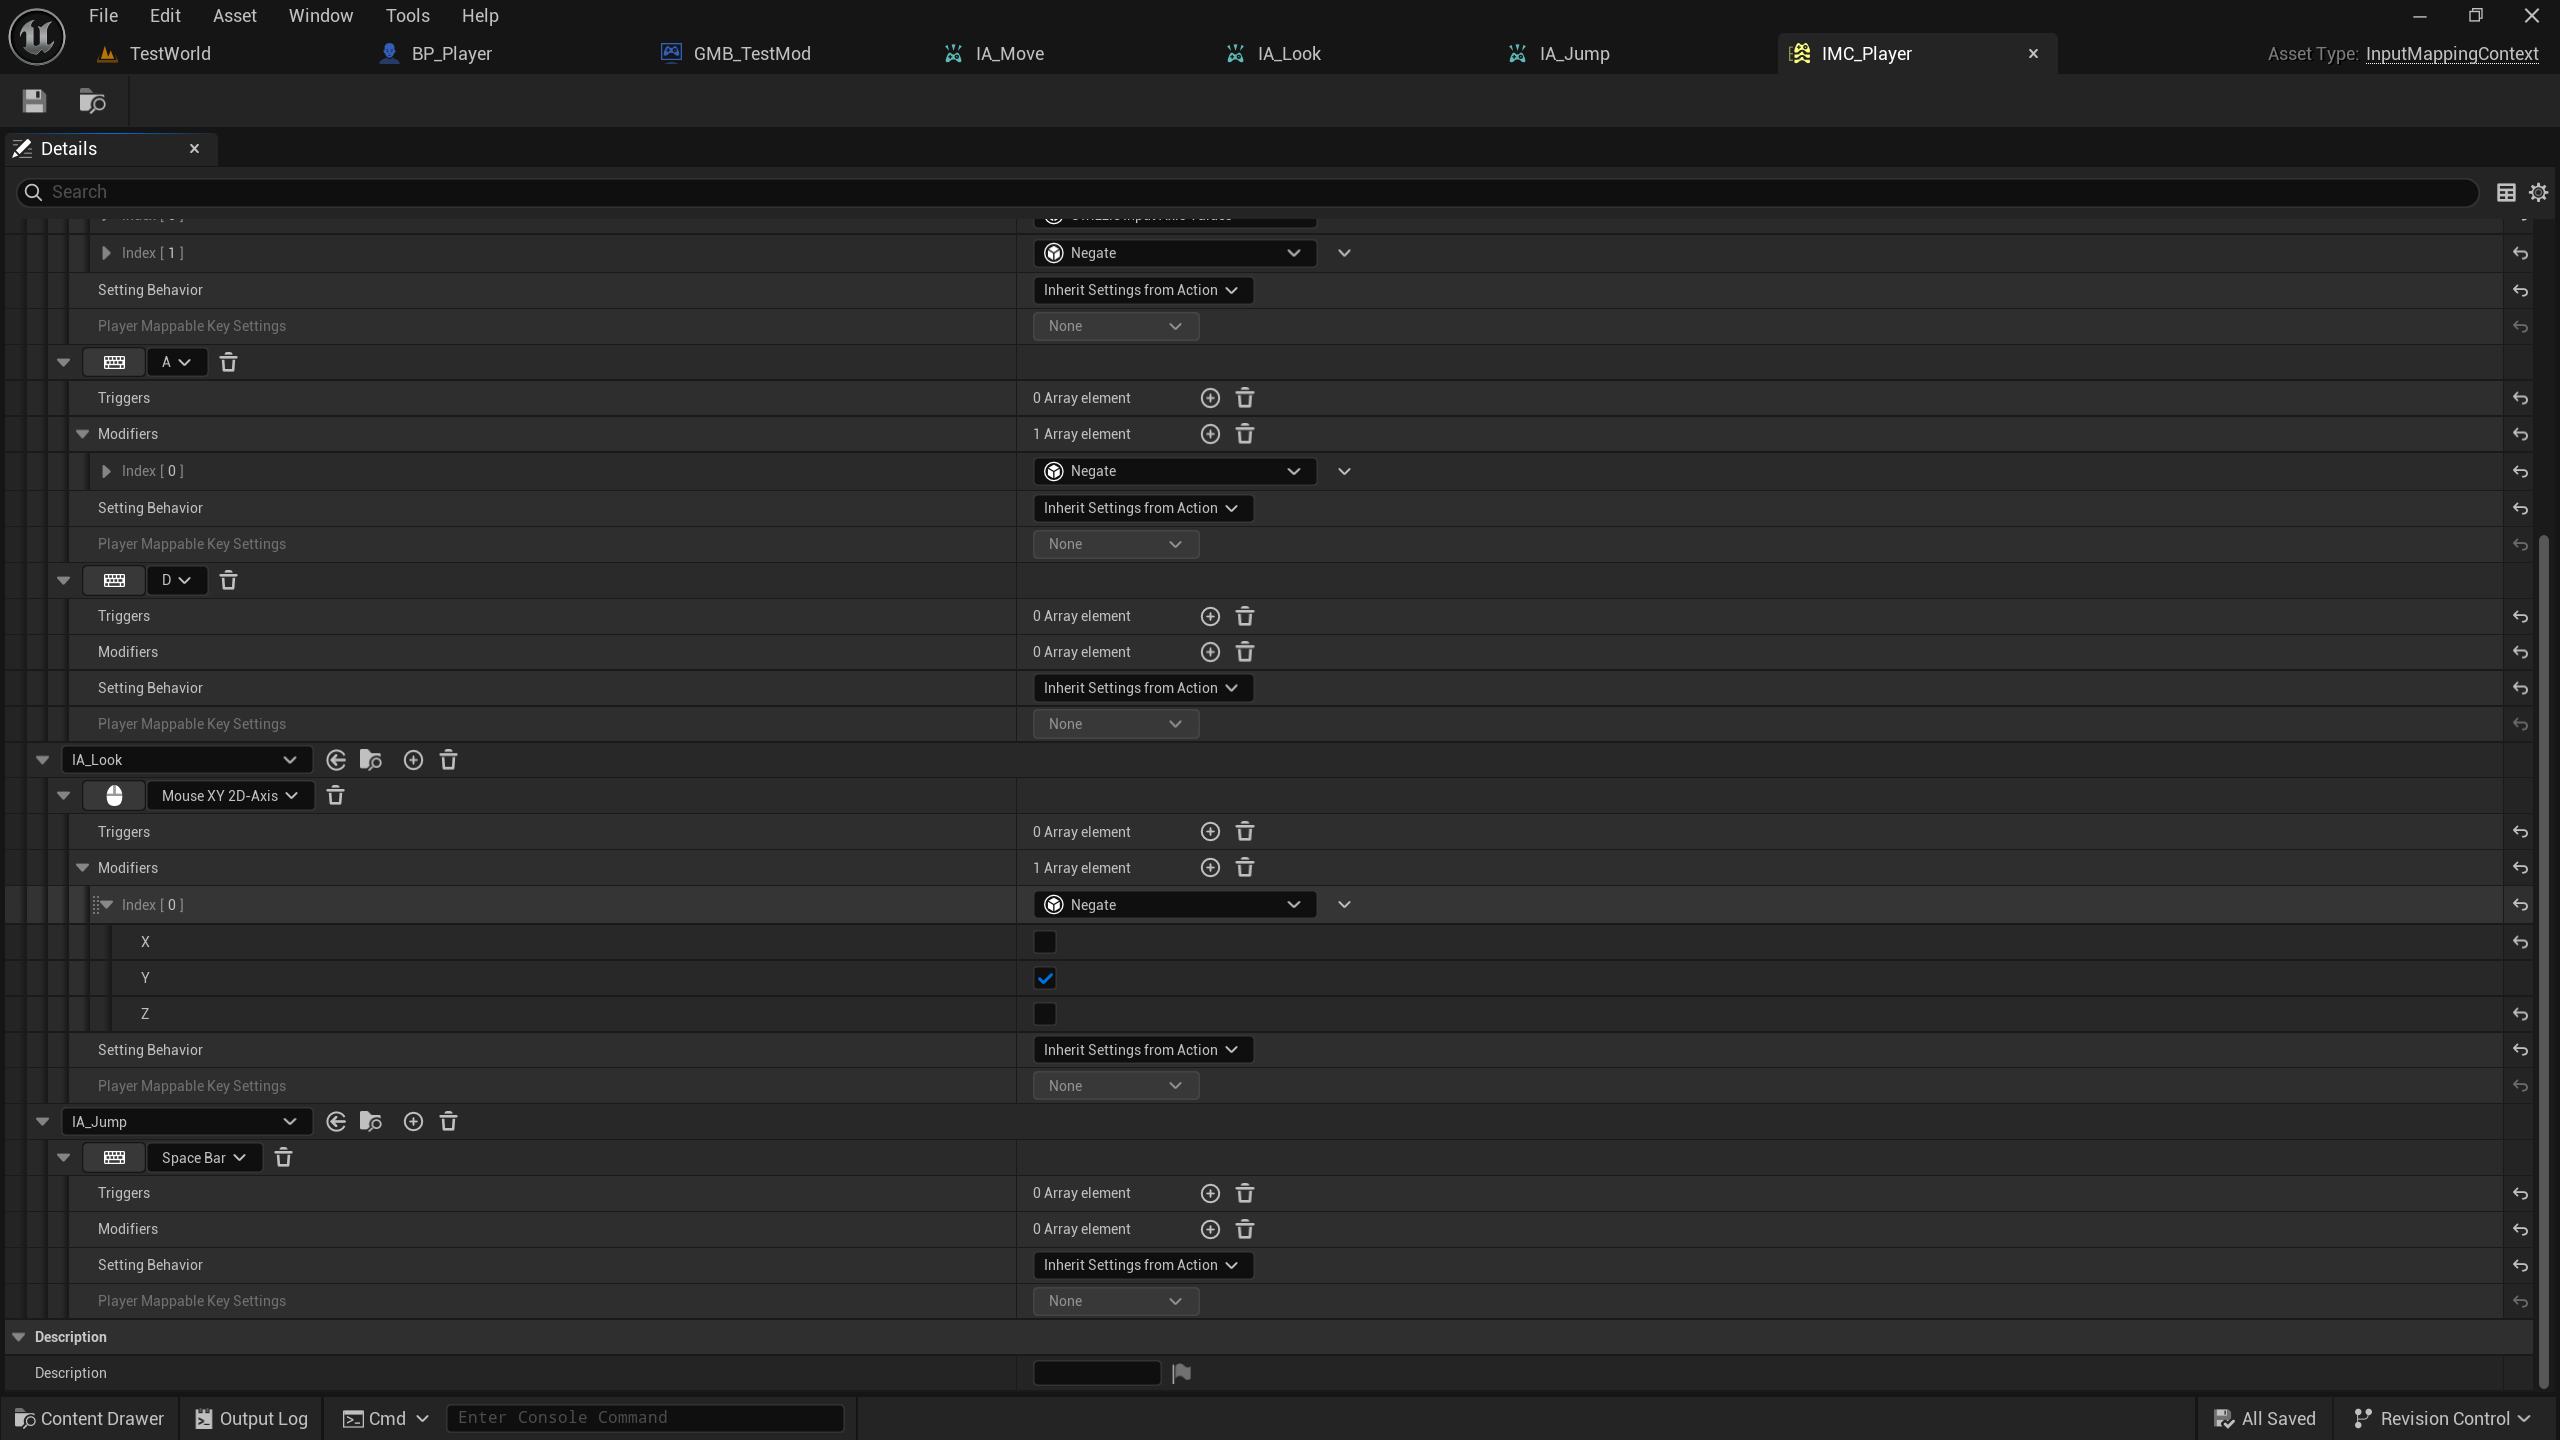 File Edit Asset Window Tools Help
TestWorld BP_Player GMB_TestMod IA_Move IA_Look IA_Jump IMC_Player Asset Type: InputMappingContext
Details
Search
Index [ 1 ] Negate
Setting Behavior Inherit Settings from Action
Player Mappable Key Settings None
A
Triggers 0 Array element
Modifiers 1 Array element
Index [ 0 ] Negate
Setting Behavior Inherit Settings from Action
Player Mappable Key Settings None
D
Triggers 0 Array element
Modifiers 0 Array element
Setting Behavior Inherit Settings from Action
Player Mappable Key Settings None
IA_Look
Mouse XY 2D-Axis
Triggers 0 Array element
Modifiers 1 Array element
Index [ 0 ] Negate
X
Y
Z
Setting Behavior Inherit Settings from Action
Player Mappable Key Settings None
IA_Jump
Space Bar
Triggers 0 Array element
Modifiers 0 Array element
Setting Behavior Inherit Settings from Action
Player Mappable Key Settings None
Description
Description
Content Drawer Output Log Cmd Enter Console Command All Saved Revision Control